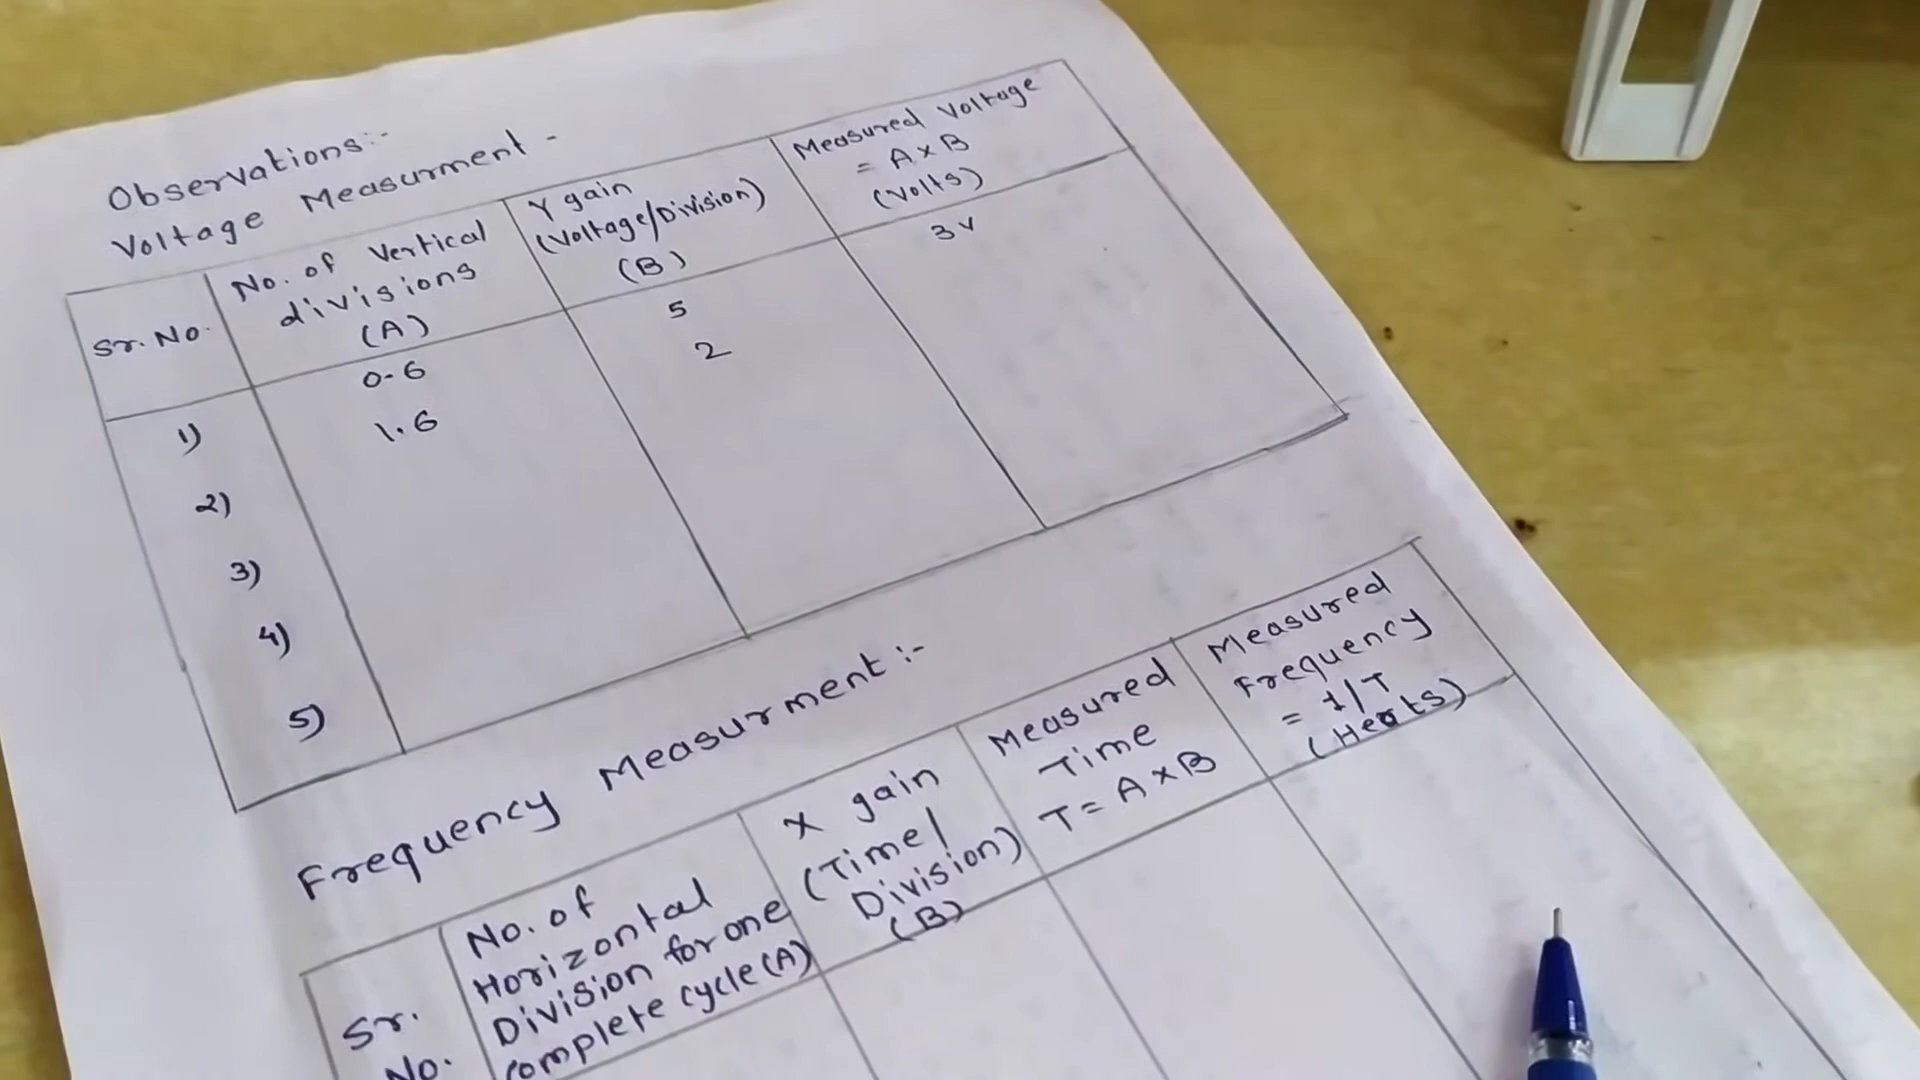 Observations:-
Voltage Measurment -
Sr. No.
No. of Vertical
divisions
(A)
Y gain
(Voltage/Division)
(B)
Measured Voltage
= A×B
(Volts)
1)
0.6
5
3V
2)
1.6
2
3)
4)
5)
Frequency Measurment :-
Sr.
No.
No. of
Horizontal
Division for one
complete cycle (A)
X gain
(Time/
Division)
(B)
Measured
Time
T = A×B
Measured
Frequency
= 1/T
(Heats)